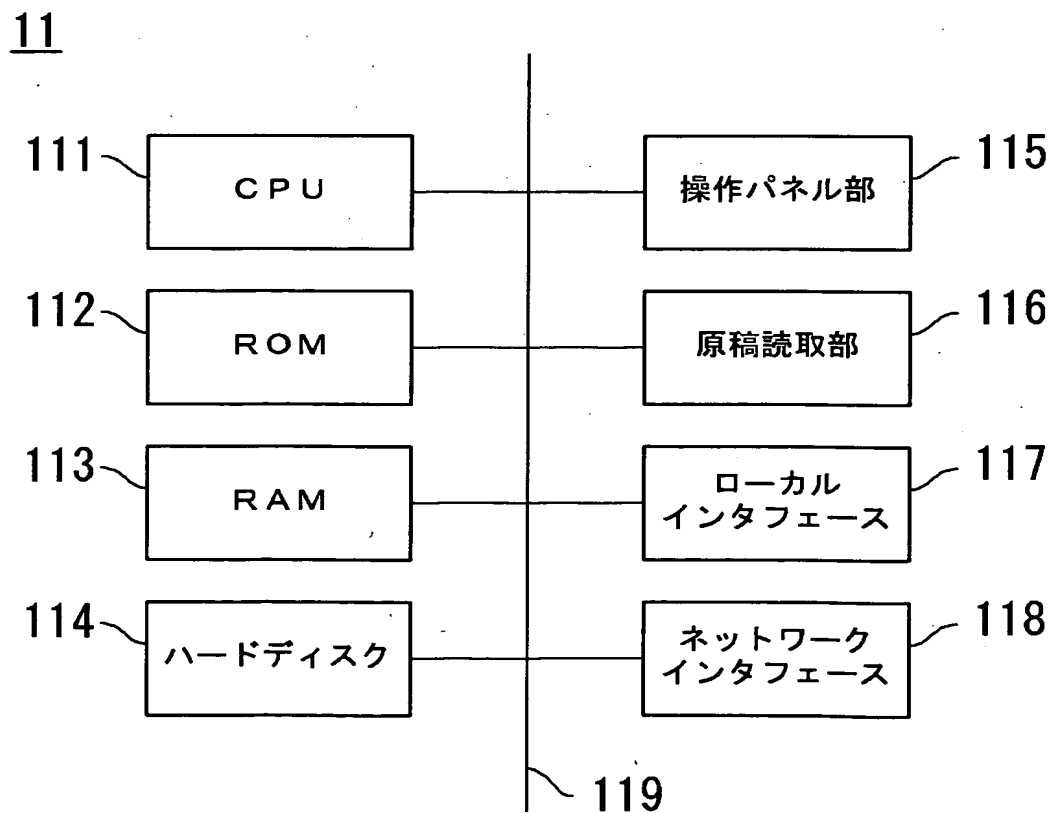 11
111
CPU
115
操作パネル部
112
ROM
116
原稿読取部
113
RAM
117
ローカル
インタフェース
114
ハードディスク
118
ネットワーク
インタフェース
119